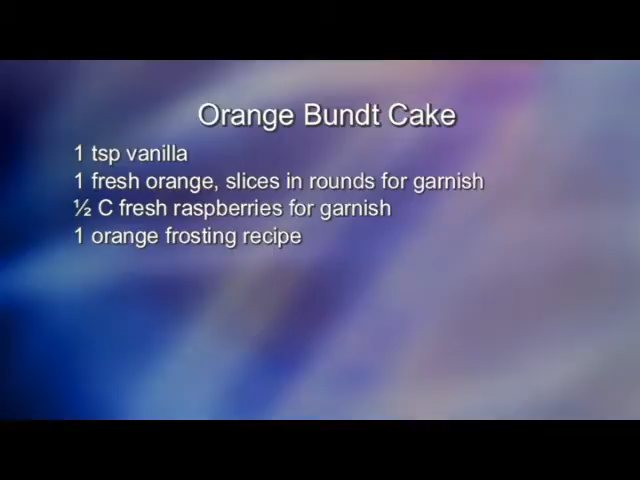 Orange Bundt Cake
1 tsp vanilla
1 fresh orange, slices in rounds for garnish
½ C fresh raspberries for garnish
1 orange frosting recipe